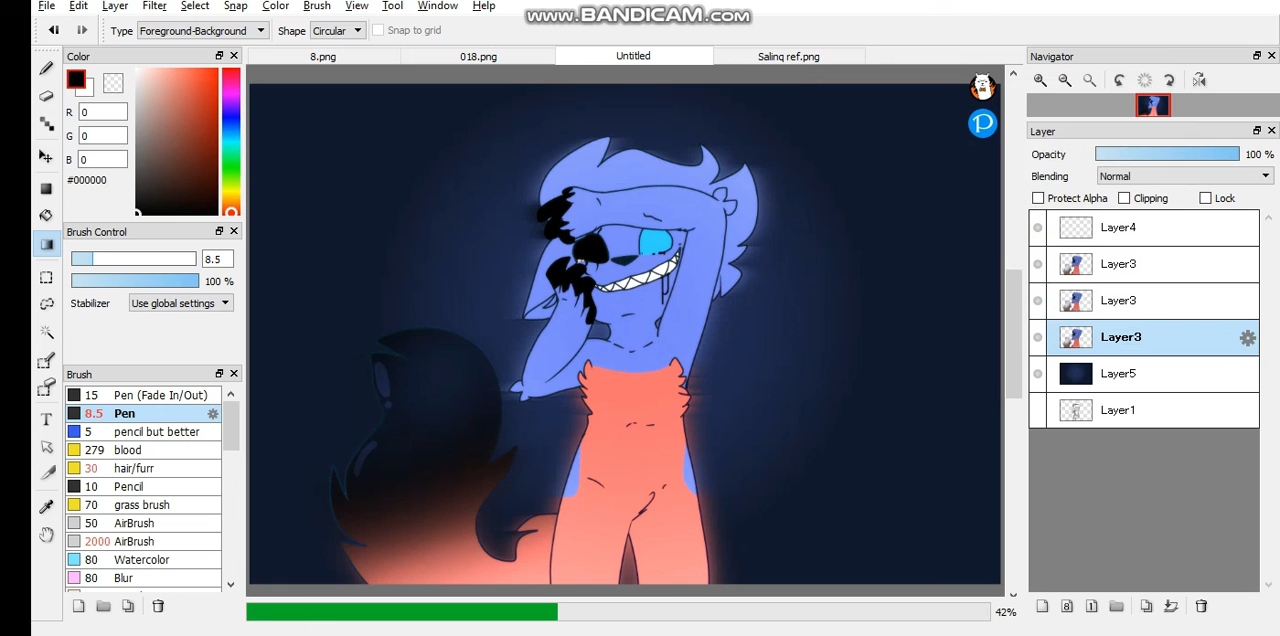 File Edit Layer Filter Select Snap Color Brush View Tool Window Help
www.BANDICAM.com
Type Foreground-Background Shape Circular Snap to grid
Color
8.png 018.png Untitled Salinq ref.png
Navigator
R 0
G 0
B 0
#000000
Brush Control
8.5
100 %
Stabilizer Use global settings
Brush
15 Pen (Fade In/Out)
8.5 Pen
5 pencil but better
279 blood
30 hair/furr
10 Pencil
70 grass brush
50 AirBrush
2000 AirBrush
80 Watercolor
80 Blur
P
Layer
Opacity 100 %
Blending Normal
Protect Alpha Clipping Lock
Layer4
Layer3
Layer3
Layer3
Layer5
Layer1
8 1
42%